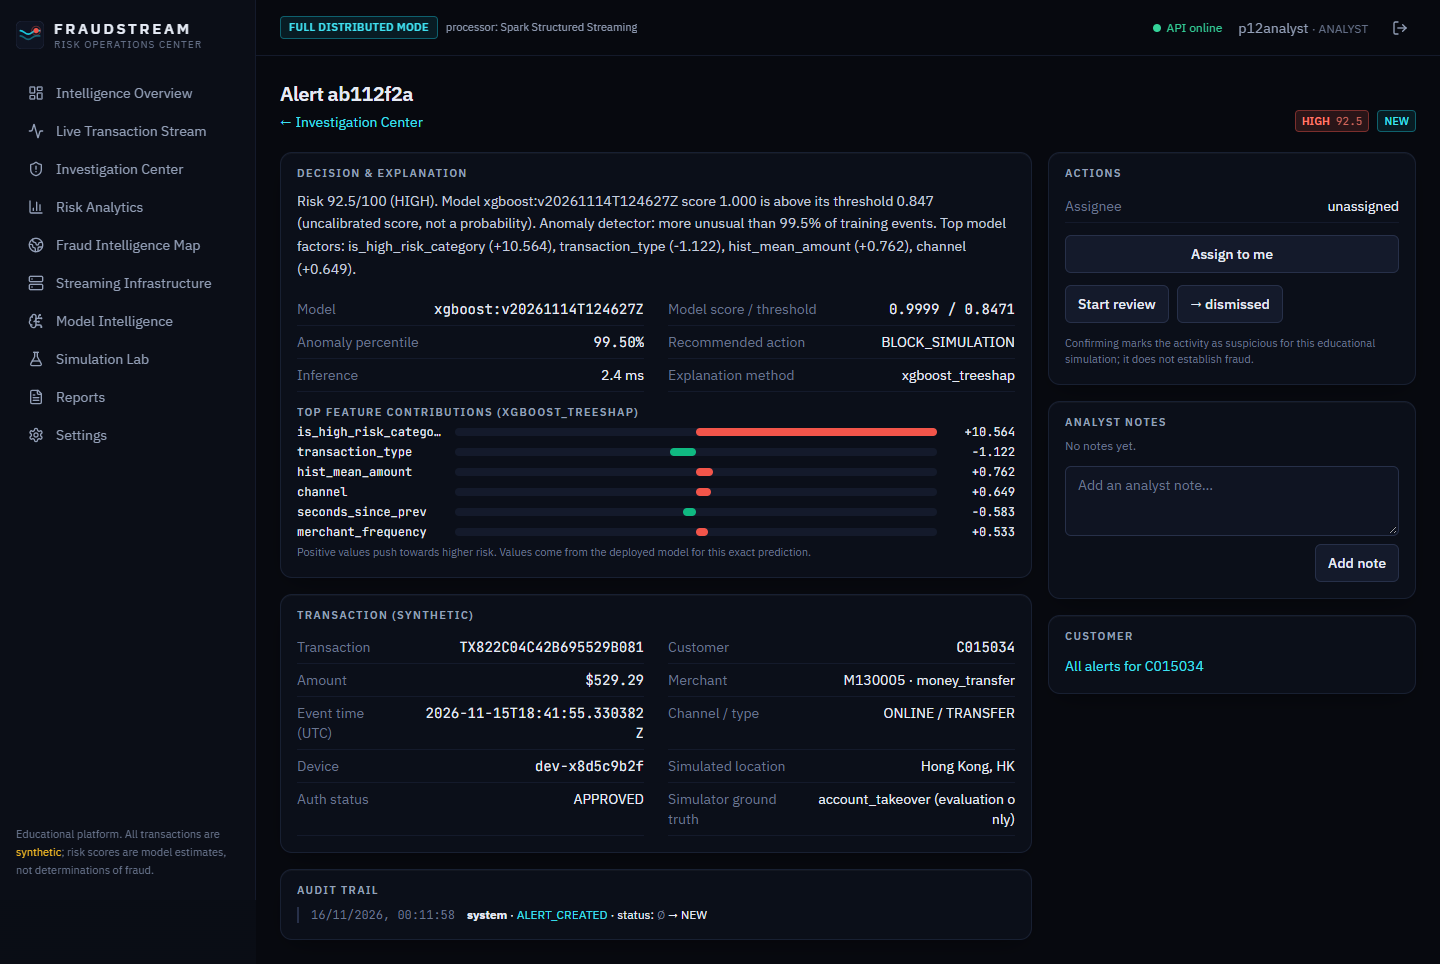 FRAUDSTREAM
RISK OPERATIONS CENTER
Intelligence Overview
Live Transaction Stream
Investigation Center
Risk Analytics
Fraud Intelligence Map
Streaming Infrastructure
Model Intelligence
Simulation Lab
Reports
Settings
Educational platform. All transactions are
synthetic; risk scores are model estimates,
not determinations of fraud.
FULL DISTRIBUTED MODE processor: Spark Structured Streaming
API online p12analyst · ANALYST
Alert ab112f2a
← Investigation Center
HIGH 92.5 NEW
DECISION & EXPLANATION
Risk 92.5/100 (HIGH). Model xgboost:v20261114T124627Z score 1.000 is above its threshold 0.847
(uncalibrated score, not a probability). Anomaly detector: more unusual than 99.5% of training events. Top model
factors: is_high_risk_category (+10.564), transaction_type (-1.122), hist_mean_amount (+0.762), channel
(+0.649).
Model xgboost:v20261114T124627Z Model score / threshold 0.9999 / 0.8471
Anomaly percentile 99.50% Recommended action BLOCK_SIMULATION
Inference 2.4 ms Explanation method xgboost_treeshap
TOP FEATURE CONTRIBUTIONS (XGBOOST_TREESHAP)
is_high_risk_catego… +10.564
transaction_type -1.122
hist_mean_amount +0.762
channel +0.649
seconds_since_prev -0.583
merchant_frequency +0.533
Positive values push towards higher risk. Values come from the deployed model for this exact prediction.
TRANSACTION (SYNTHETIC)
Transaction TX822C04C42B695529B081 Customer C015034
Amount $529.29 Merchant M130005 · money_transfer
Event time 2026-11-15T18:41:55.330382 Channel / type ONLINE / TRANSFER
(UTC) Z
Device dev-x8d5c9b2f Simulated location Hong Kong, HK
Auth status APPROVED Simulator ground account_takeover (evaluation o
truth nly)
AUDIT TRAIL
16/11/2026, 00:11:58 system · ALERT_CREATED · status: ∅ → NEW
ACTIONS
Assignee unassigned
Assign to me
Start review → dismissed
Confirming marks the activity as suspicious for this educational
simulation; it does not establish fraud.
ANALYST NOTES
No notes yet.
Add an analyst note…
Add note
CUSTOMER
All alerts for C015034